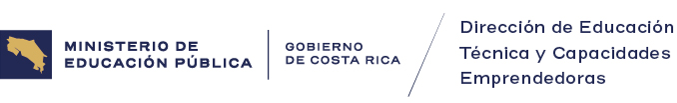 MINISTERIO DE
EDUCACIÓN PÚBLICA
GOBIERNO
DE COSTA RICA
Dirección de Educación
Técnica y Capacidades
Emprendedoras